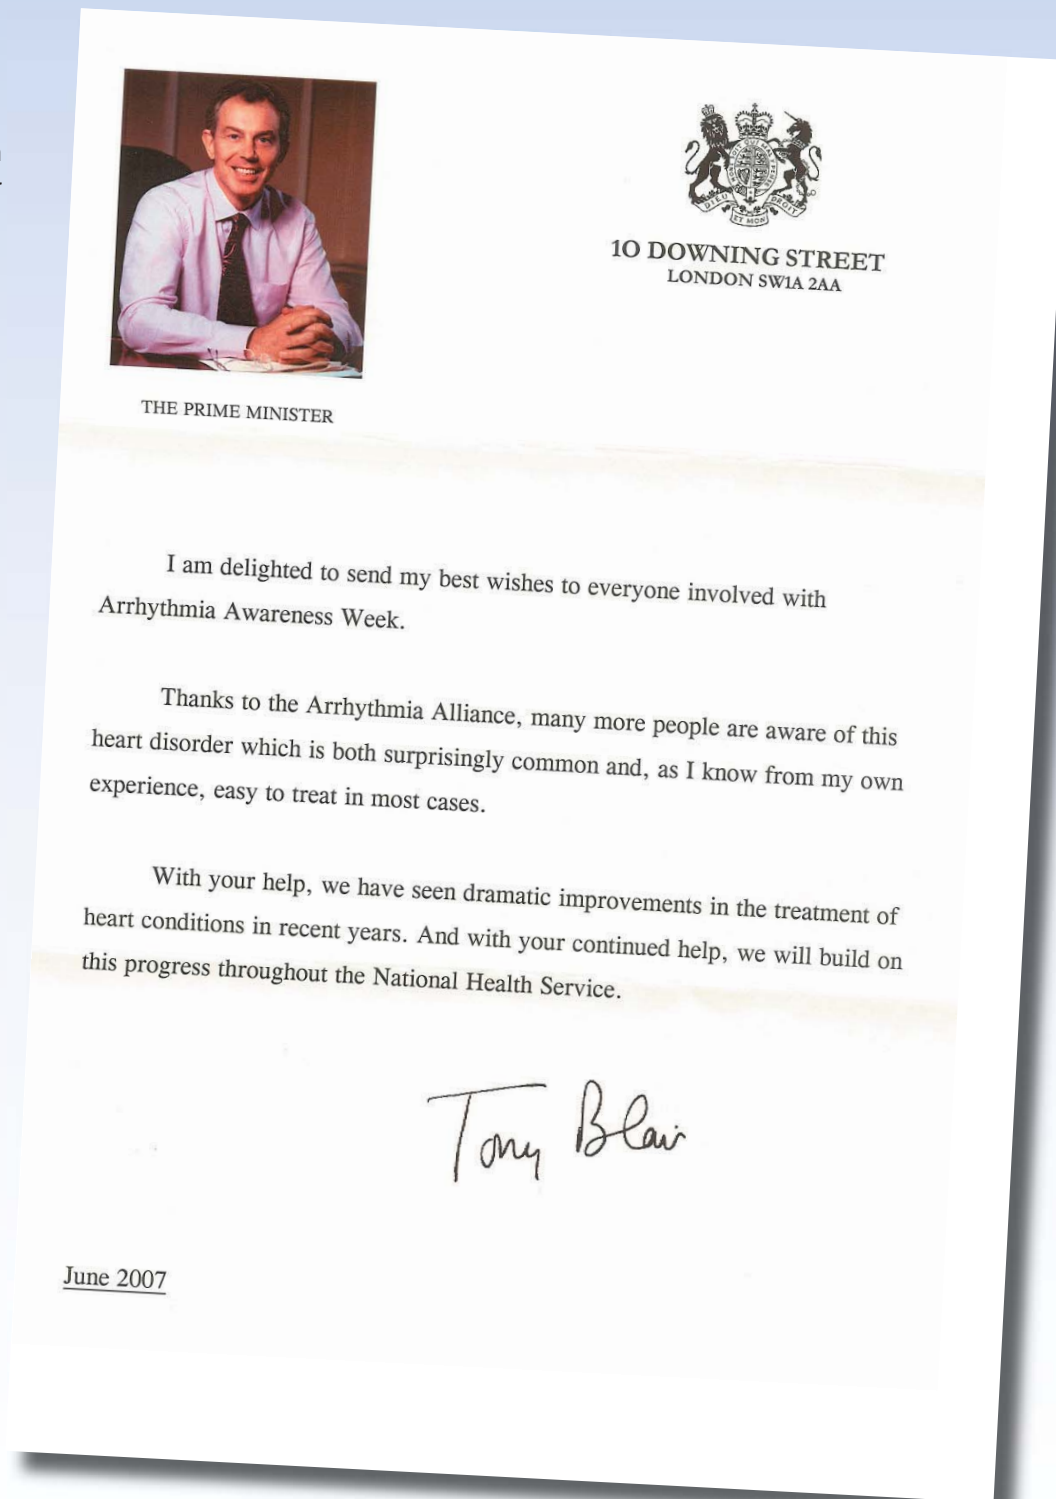 10 DOWNING STREET
LONDON SW1A 2AA
THE PRIME MINISTER
I am delighted to send my best wishes to everyone involved with
Arrhythmia Awareness Week.
Thanks to the Arrhythmia Alliance, many more people are aware of this
heart disorder which is both surprisingly common and, as I know from my own
experience, easy to treat in most cases.
With your help, we have seen dramatic improvements in the treatment of
heart conditions in recent years. And with your continued help, we will build on
this progress throughout the National Health Service.
Tony Blair
June 2007